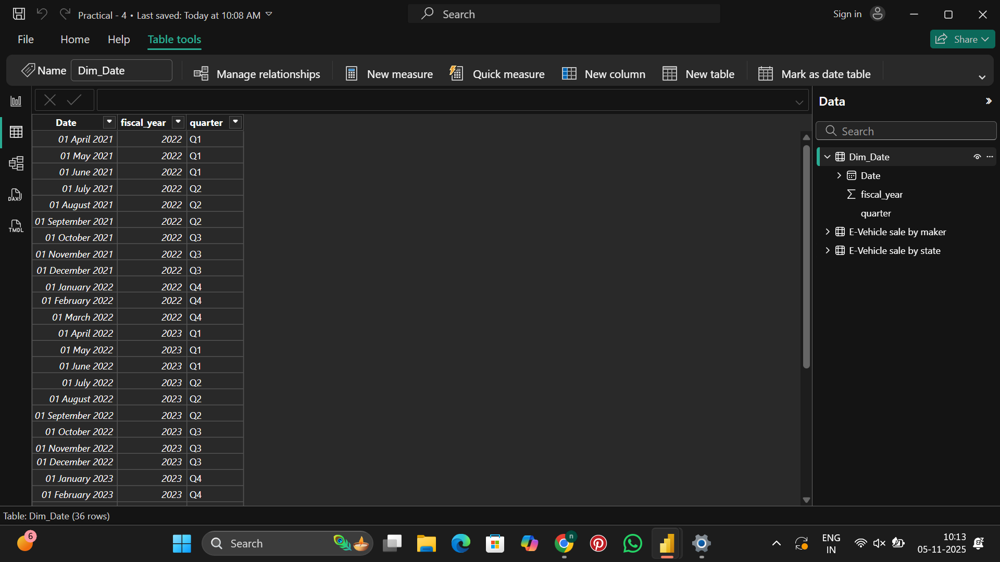 Practical - 4 • Last saved: Today at 10:08 AM
Search
Sign in
File Home Help Table tools
Share
Name Dim_Date Manage relationships New measure Quick measure New column New table Mark as date table
Data
Date fiscal_year quarter
Search
01 April 2021 2022 Q1
01 May 2021 2022 Q1
01 June 2021 2022 Q1
01 July 2021 2022 Q2
01 August 2021 2022 Q2
01 September 2021 2022 Q2
01 October 2021 2022 Q3
01 November 2021 2022 Q3
01 December 2021 2022 Q3
01 January 2022 2022 Q4
01 February 2022 2022 Q4
01 March 2022 2022 Q4
01 April 2022 2023 Q1
01 May 2022 2023 Q1
01 June 2022 2023 Q1
01 July 2022 2023 Q2
01 August 2022 2023 Q2
01 September 2022 2023 Q2
01 October 2022 2023 Q3
01 November 2022 2023 Q3
01 December 2022 2023 Q3
01 January 2023 2023 Q4
01 February 2023 2023 Q4
Dim_Date
Date
fiscal_year
quarter
E-Vehicle sale by maker
E-Vehicle sale by state
DAX
TMDL
Table: Dim_Date (36 rows)
6
Search
n
ENG
IN
10:13
05-11-2025